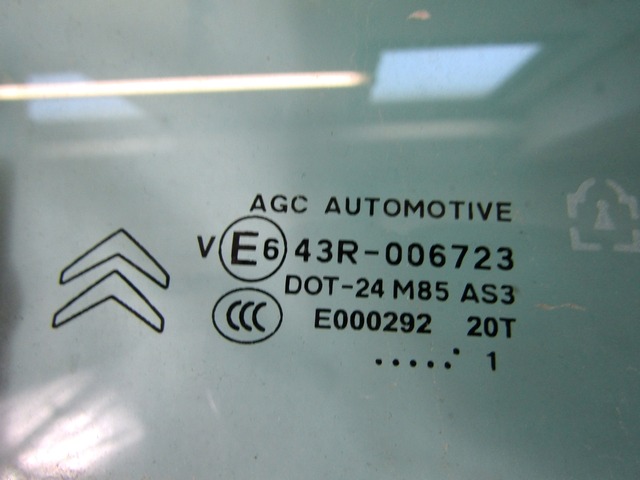 AGC AUTOMOTIVE
V E6 43R-006723
DOT-24 M85 AS3
CCC E000292 20T
..... 1